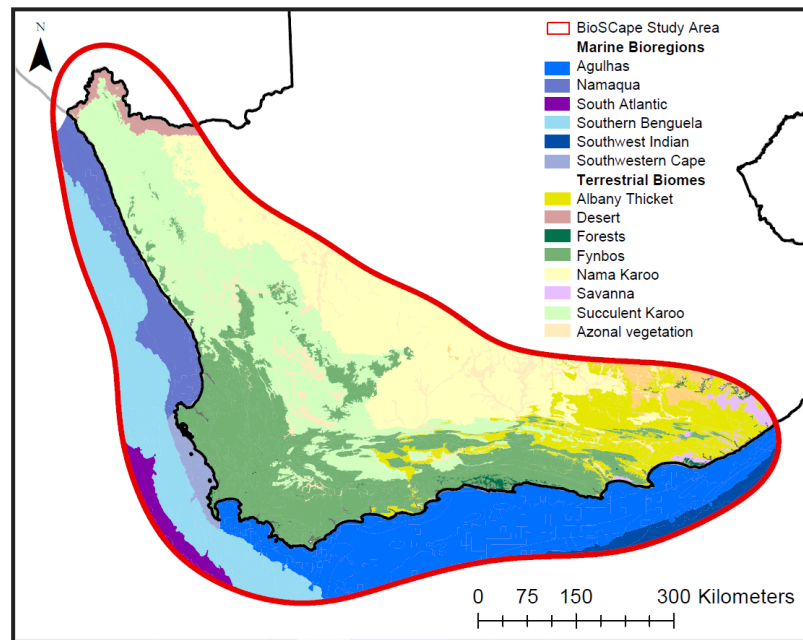 N
BioSCape Study Area
Marine Bioregions
Agulhas
Namaqua
South Atlantic
Southern Benguela
Southwest Indian
Southwestern Cape
Terrestrial Biomes
Albany Thicket
Desert
Forests
Fynbos
Nama Karoo
Savanna
Succulent Karoo
Azonal vegetation
0 75 150 300 Kilometers